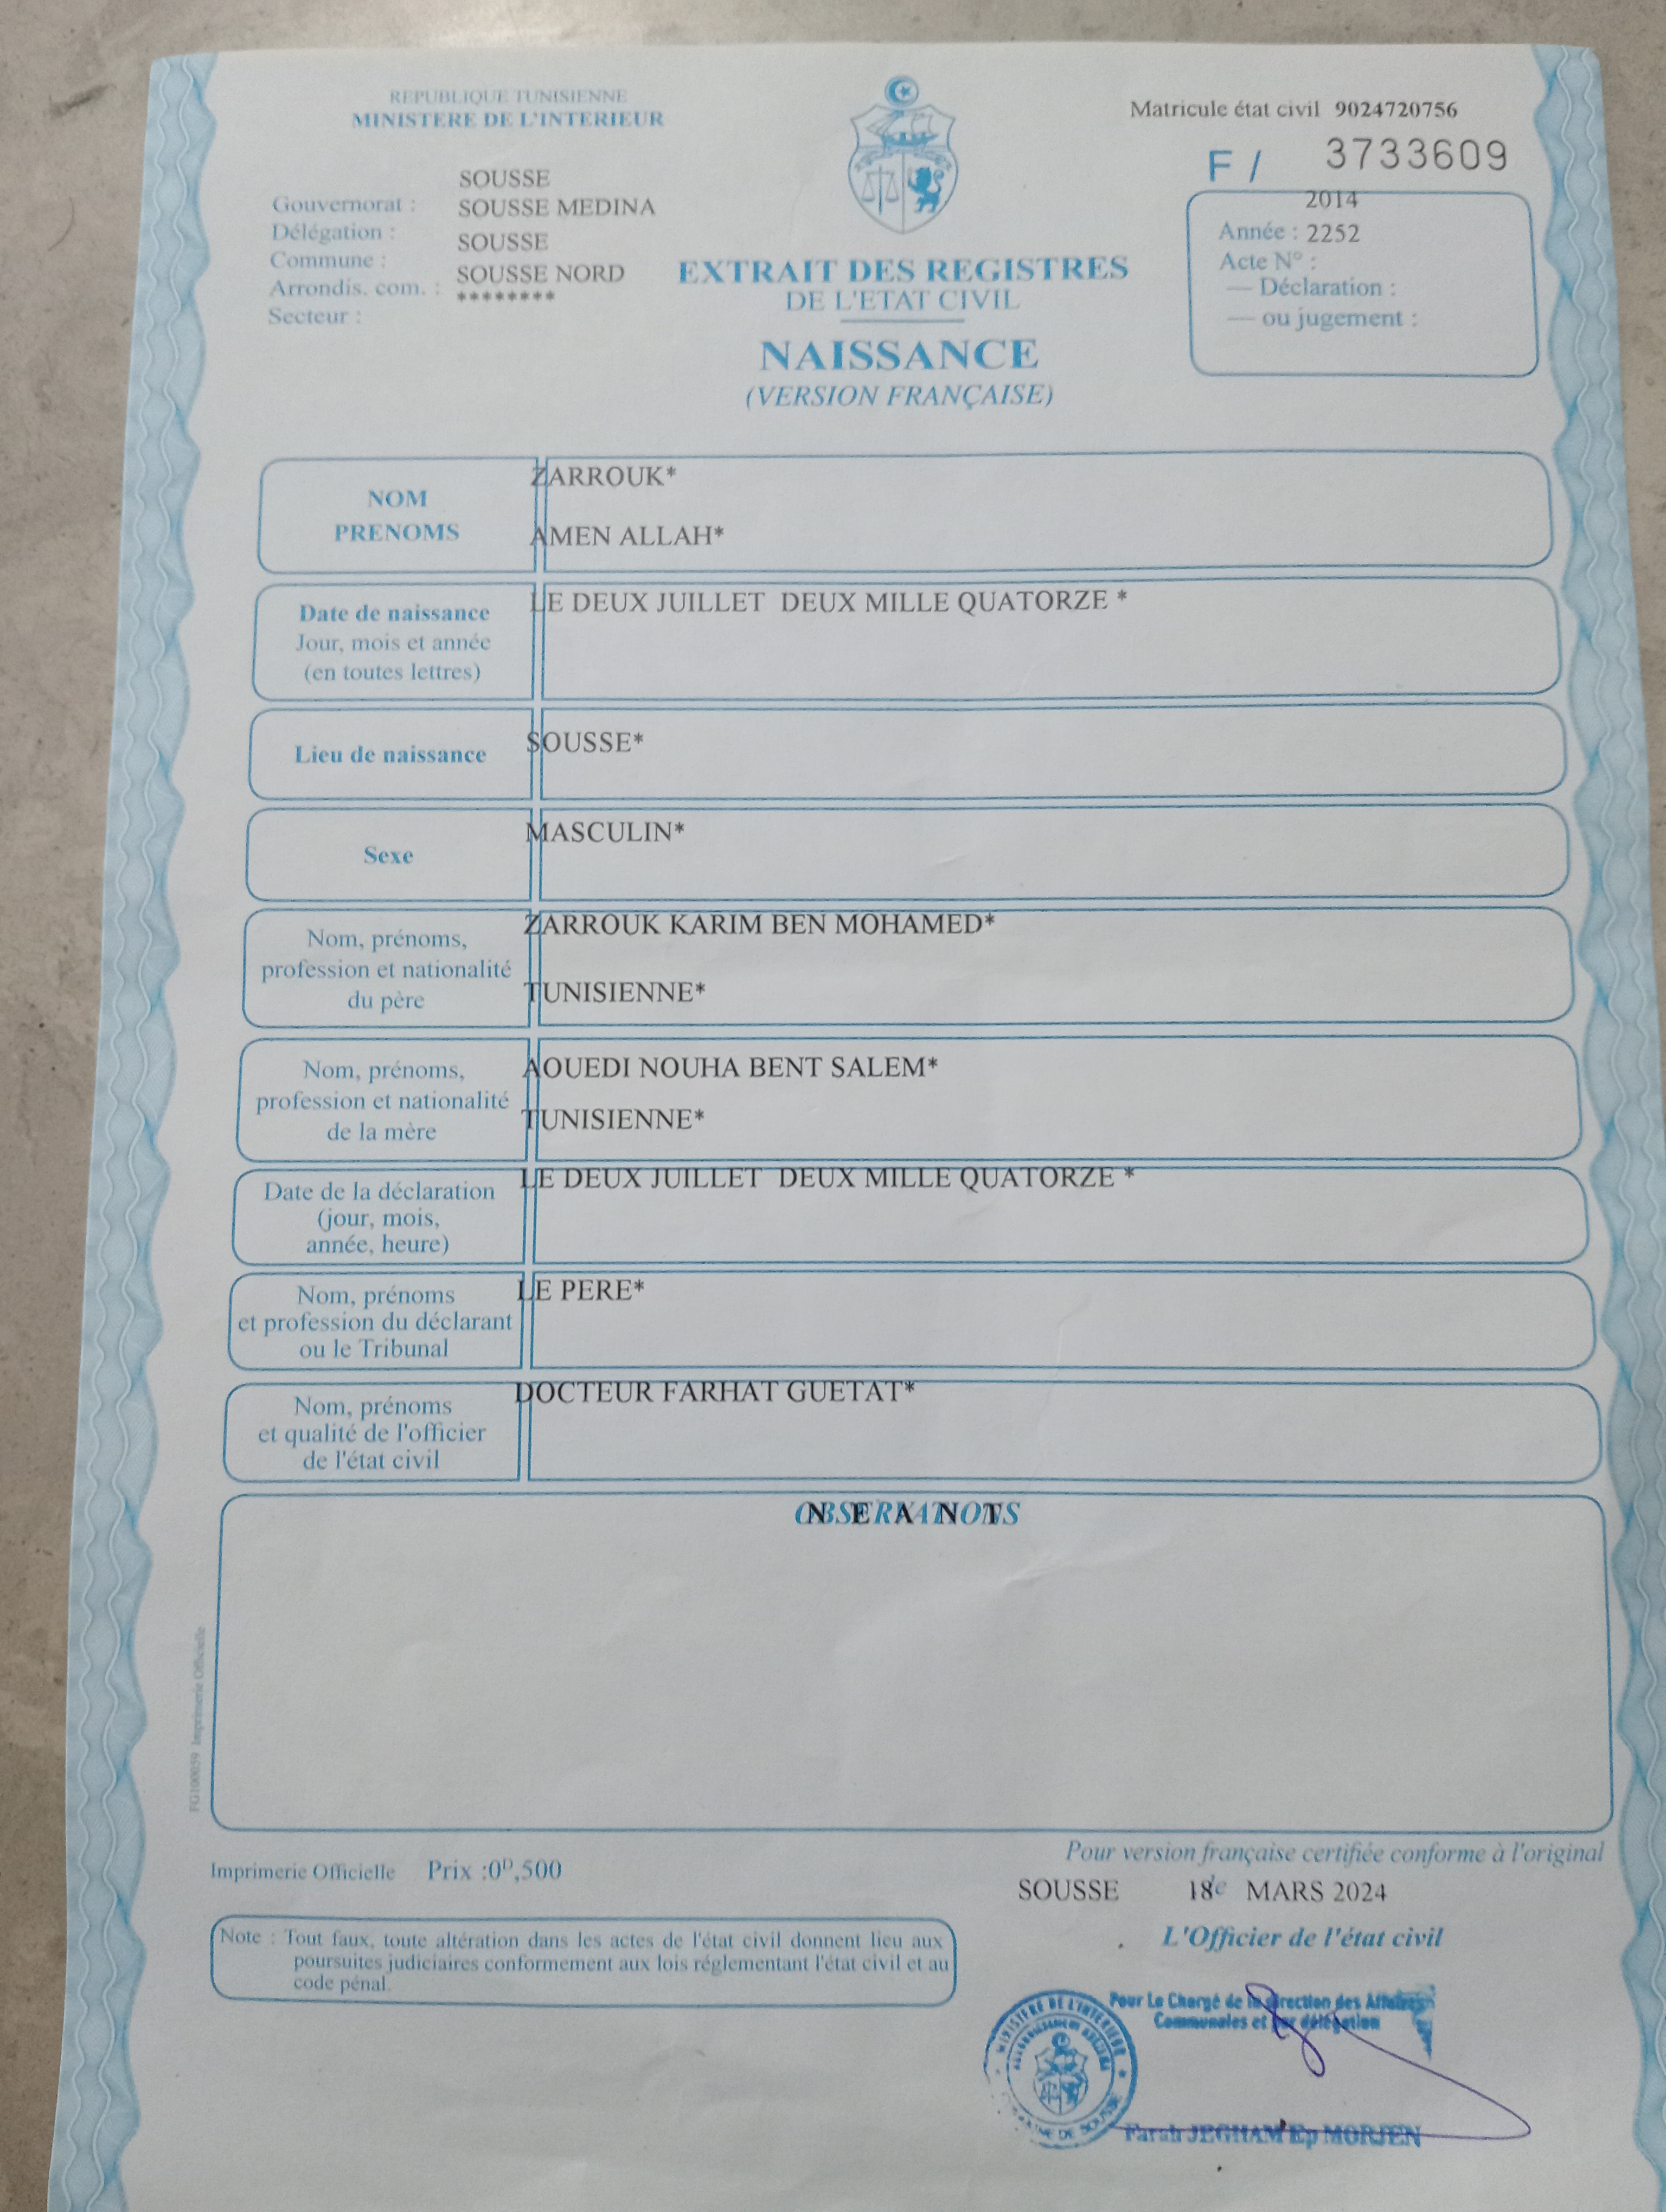 REPUBLIQUE TUNISIENNE
MINISTERE DE L'INTERIEUR
Matricule état civil 9024720756
F / 3733609
SOUSSE
Gouvernorat : SOUSSE MEDINA
Délégation : SOUSSE
Commune : SOUSSE NORD
Arrondis. com. : ********
Secteur :
2014
Année : 2252
Acte N° :
— Déclaration :
— ou jugement :
EXTRAIT DES REGISTRES
DE L'ETAT CIVIL
NAISSANCE
(VERSION FRANÇAISE)
NOM ZARROUK*
PRENOMS AMEN ALLAH*
Date de naissance LE DEUX JUILLET DEUX MILLE QUATORZE *
Jour, mois et année
(en toutes lettres)
Lieu de naissance SOUSSE*
Sexe MASCULIN*
Nom, prénoms, ZARROUK KARIM BEN MOHAMED*
profession et nationalité
du père TUNISIENNE*
Nom, prénoms, AOUEDI NOUHA BENT SALEM*
profession et nationalité
de la mère TUNISIENNE*
Date de la déclaration LE DEUX JUILLET DEUX MILLE QUATORZE *
(jour, mois,
année, heure)
Nom, prénoms LE PERE*
et profession du déclarant
ou le Tribunal
Nom, prénoms DOCTEUR FARHAT GUETAT*
et qualité de l'officier
de l'état civil
OBSERVATIONS
N E A N T
FG100059 Imprimerie Officielle
Imprimerie Officielle Prix :0D,500
Pour version française certifiée conforme à l'original
SOUSSE 18 MARS 2024
L'Officier de l'état civil
Note : Tout faux, toute altération dans les actes de l'état civil donnent lieu aux
poursuites judiciaires conformement aux lois réglementant l'état civil et au
code pénal.
Pour Le Chargé de la direction des Affaires
Communales et par délégation
MINISTERE DE L'INTERIEUR
DE SOUSSE
Farah JEGHAM Ep MORJEN